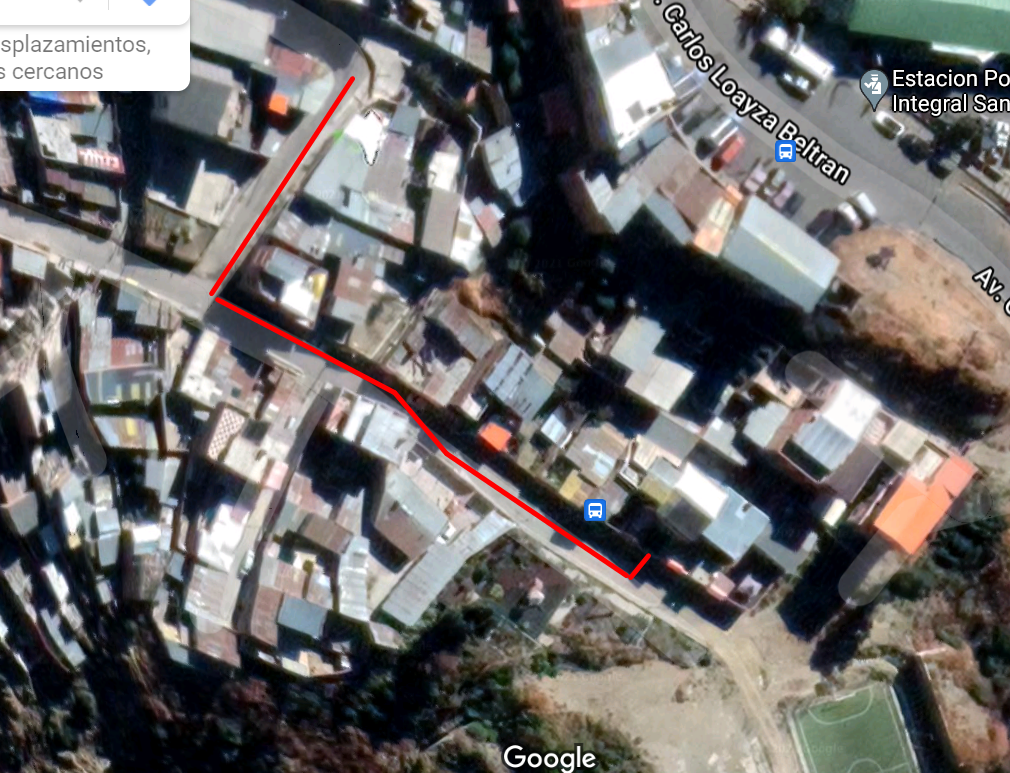 splazamientos,
s cercanos
. Carlos Loayza Beltran
Estacion Po
Integral San
Av.
Google